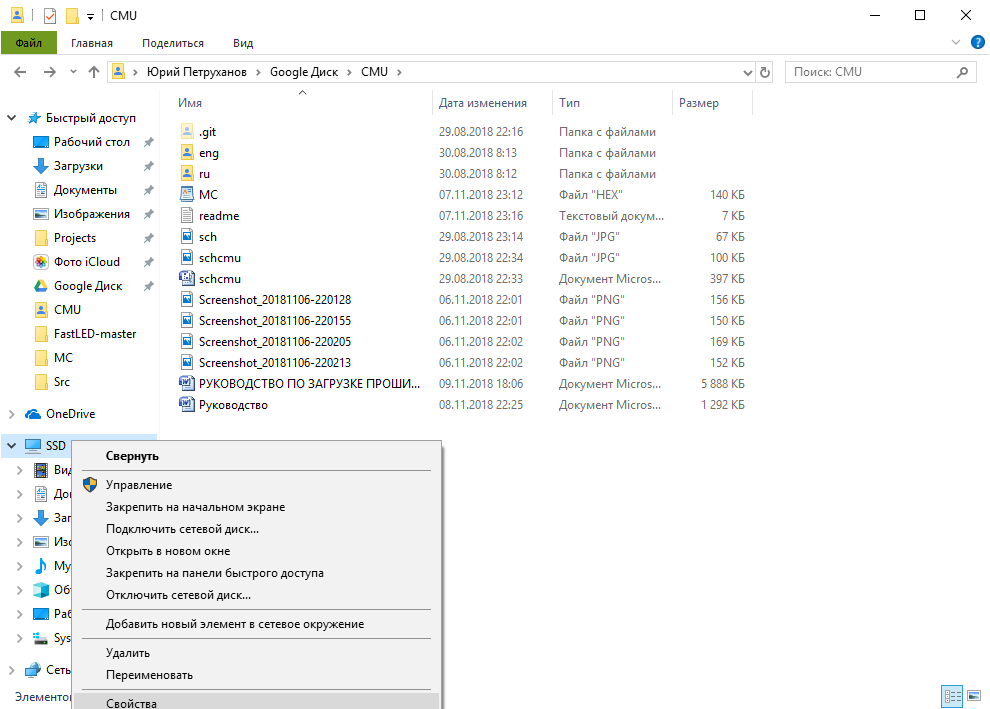 CMU
Файл Главная Поделиться Вид
Юрий Петруханов Google Диск CMU Поиск: CMU
Имя Дата изменения Тип Размер
Быстрый доступ
Рабочий стол
Загрузки
Документы
Изображения
Projects
Фото iCloud
Google Диск
CMU
FastLED-master
MC
Src
OneDrive
SSD
Вид
До
Заг
Изо
Му
Об
Раб
Sys
Сеть
Элементов
.git 29.08.2018 22:16 Папка с файлами
eng 30.08.2018 8:13 Папка с файлами
ru 30.08.2018 8:12 Папка с файлами
MC 07.11.2018 23:12 Файл "HEX" 140 КБ
readme 07.11.2018 23:16 Текстовый докум... 7 КБ
sch 29.08.2018 23:14 Файл "JPG" 67 КБ
schcmu 29.08.2018 22:34 Файл "JPG" 100 КБ
schcmu 29.08.2018 22:33 Документ Micros... 397 КБ
Screenshot_20181106-220128 06.11.2018 22:01 Файл "PNG" 156 КБ
Screenshot_20181106-220155 06.11.2018 22:01 Файл "PNG" 150 КБ
Screenshot_20181106-220205 06.11.2018 22:02 Файл "PNG" 169 КБ
Screenshot_20181106-220213 06.11.2018 22:02 Файл "PNG" 152 КБ
РУКОВОДСТВО ПО ЗАГРУЗКЕ ПРОШИ... 09.11.2018 18:06 Документ Micros... 5 888 КБ
Руководство 08.11.2018 22:25 Документ Micros... 1 292 КБ
Свернуть
Управление
Закрепить на начальном экране
Подключить сетевой диск...
Открыть в новом окне
Закрепить на панели быстрого доступа
Отключить сетевой диск...
Добавить новый элемент в сетевое окружение
Удалить
Переименовать
Свойства